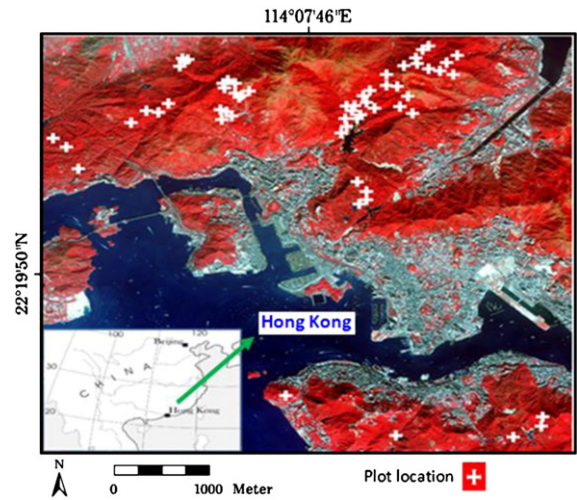 114°07'46"E
22°19'50"N
Hong Kong
100
120
Beijing
30
CHINA
20
Hong Kong
N
0 1000 Meter
Plot location